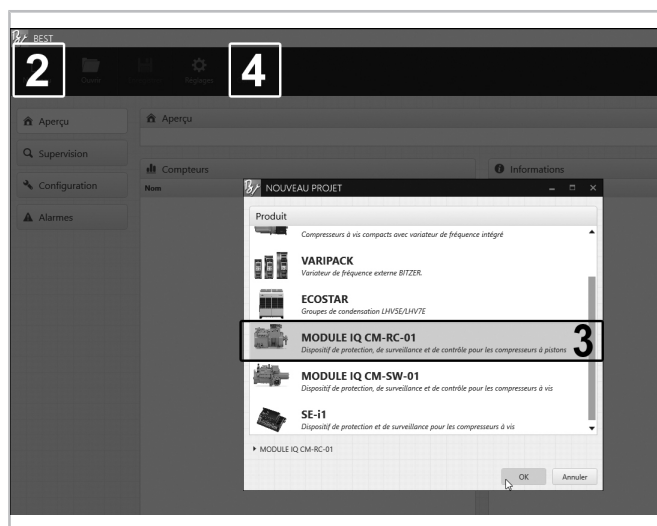 BEST
2
Ouvrir
Réglages
4
Aperçu
Supervision
Configuration
Alarmes
Aperçu
Compteurs
Nom
Informations
NOUVEAU PROJET
Produit
Compresseurs à vis compacts avec variateur de fréquence intégré
VARIPACK
Variateur de fréquence externe BITZER.
ECOSTAR
Groupes de condensation LHV5E/LHV7E
MODULE IQ CM-RC-01
Dispositif de protection, de surveillance et de contrôle pour les compresseurs à pistons
3
MODULE IQ CM-SW-01
Dispositif de protection, de surveillance et de contrôle pour les compresseurs à vis
SE-i1
Dispositif de protection et de surveillance pour les compresseurs à vis
MODULE IQ CM-RC-01
OK
Annuler